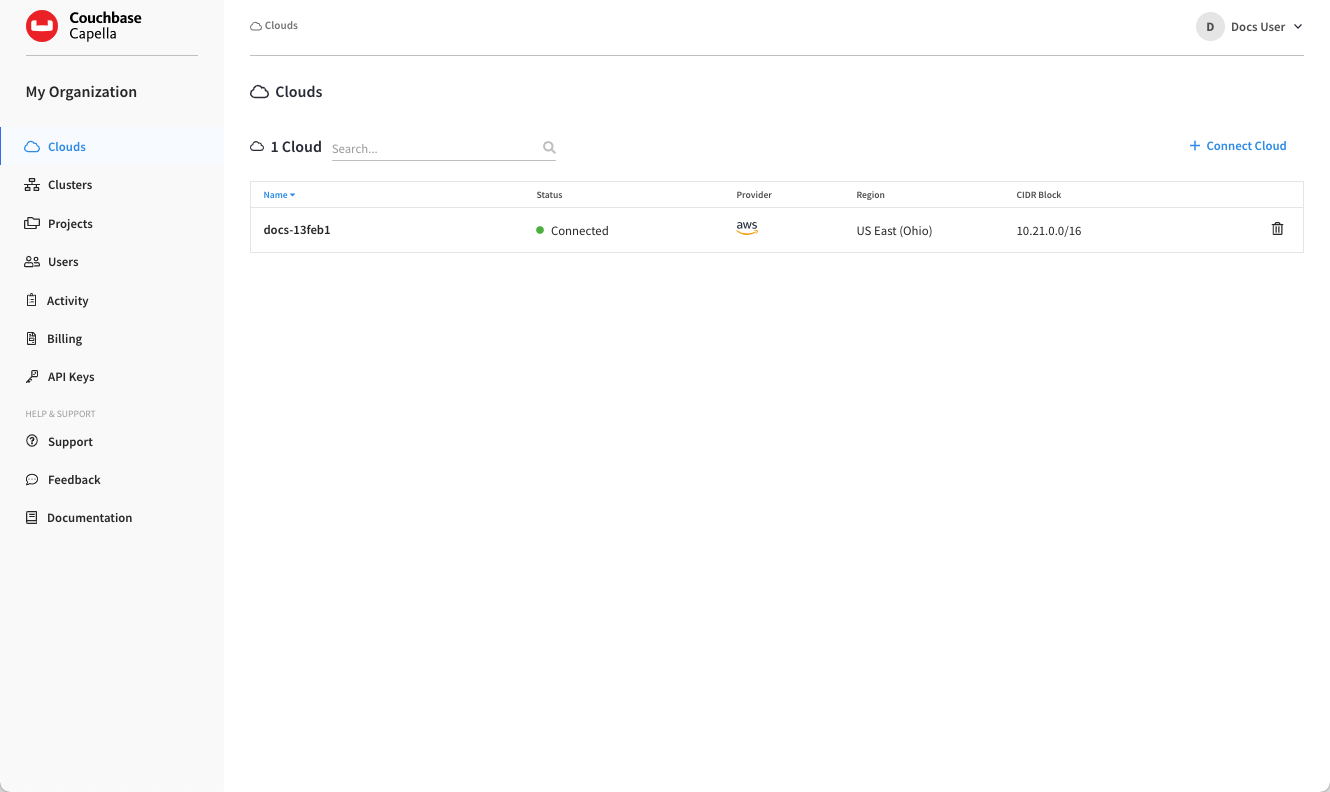 Couchbase
Capella
My Organization
Clouds
Clusters
Projects
Users
Activity
Billing
API Keys
HELP & SUPPORT
Support
Feedback
Documentation
Clouds
D Docs User
Clouds
1 Cloud Search... + Connect Cloud
Name Status Provider Region CIDR Block
docs-13feb1 Connected aws US East (Ohio) 10.21.0.0/16